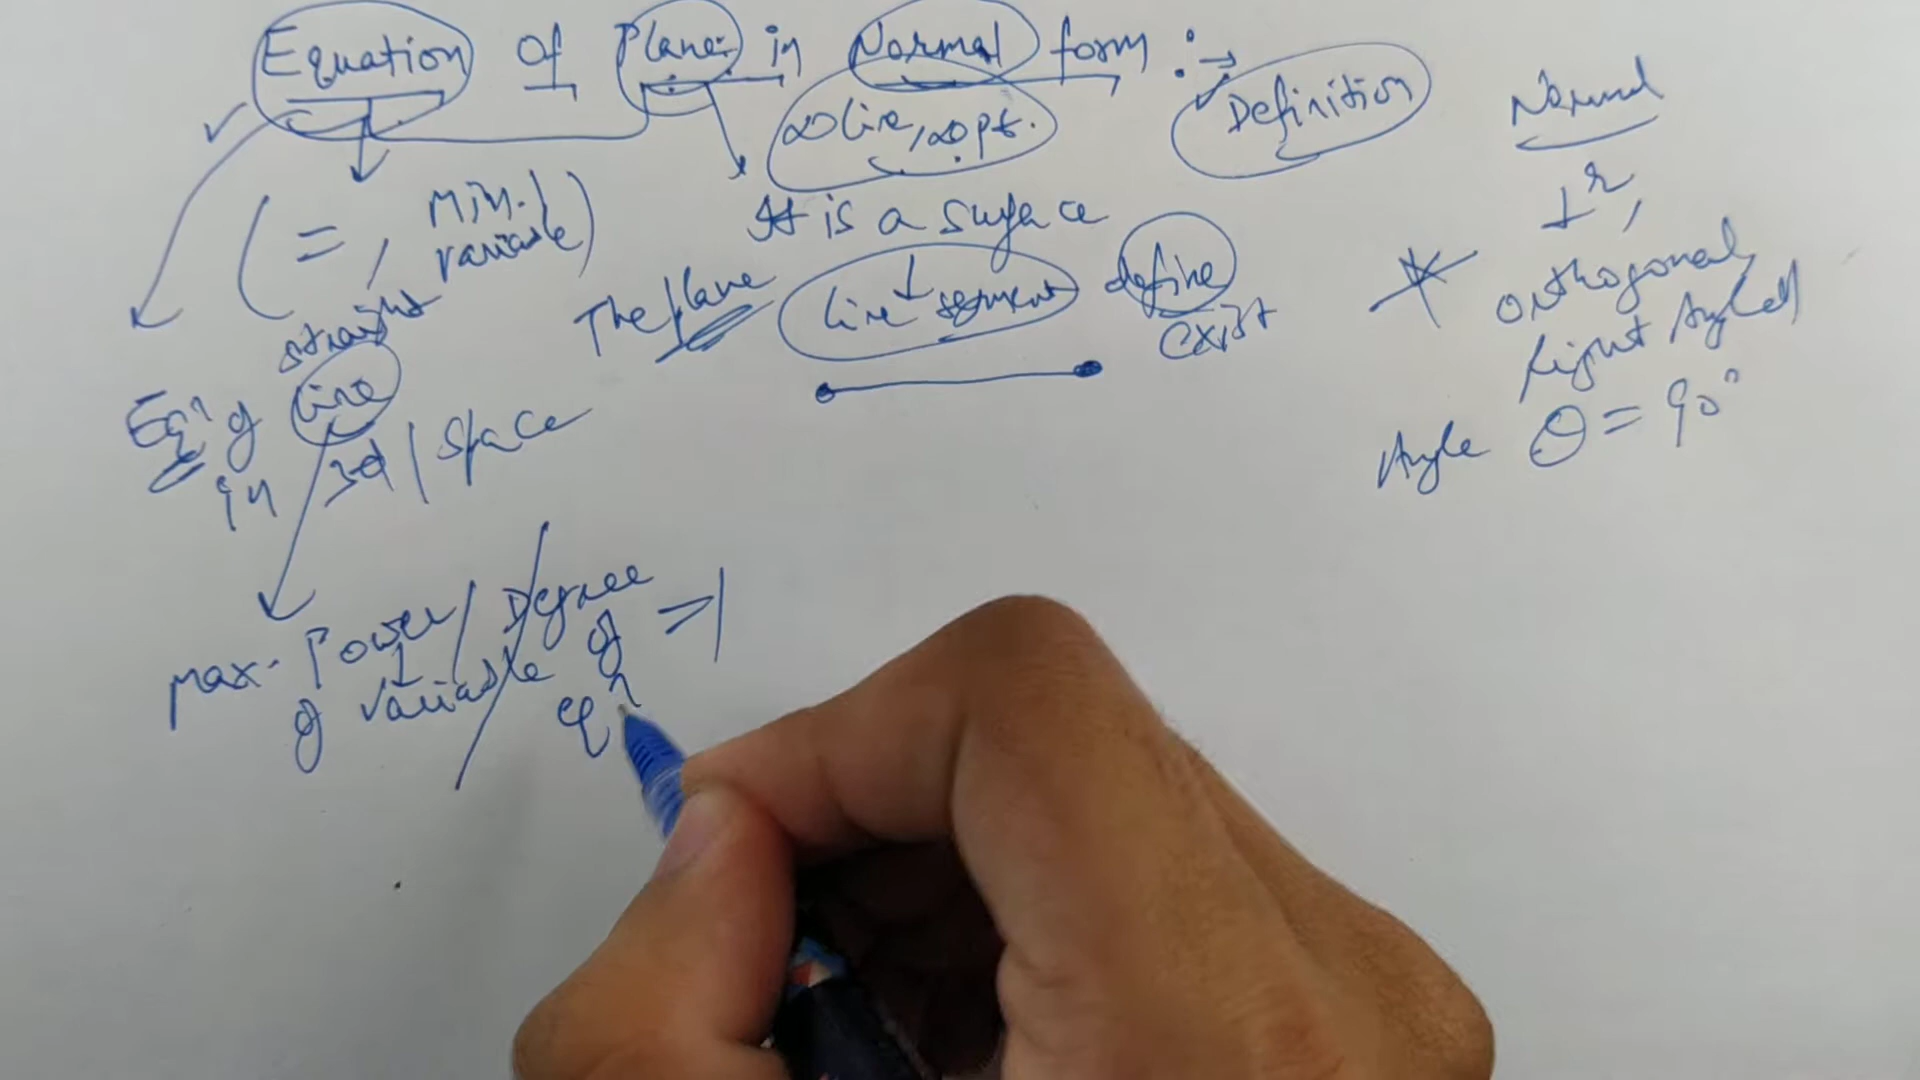 Equation of Plane in Normal form :→
∞ line, ∞ pt.
Definition
(=, Min. 1
variable)
It is a surface
The plane line segment define
exist
Normal
⊥r,
orthogonal
Right Angled
Angle θ = 90°
Eqn of straight line
in 3d / Space
max. Power / Degree
of variable of
eqn
=1